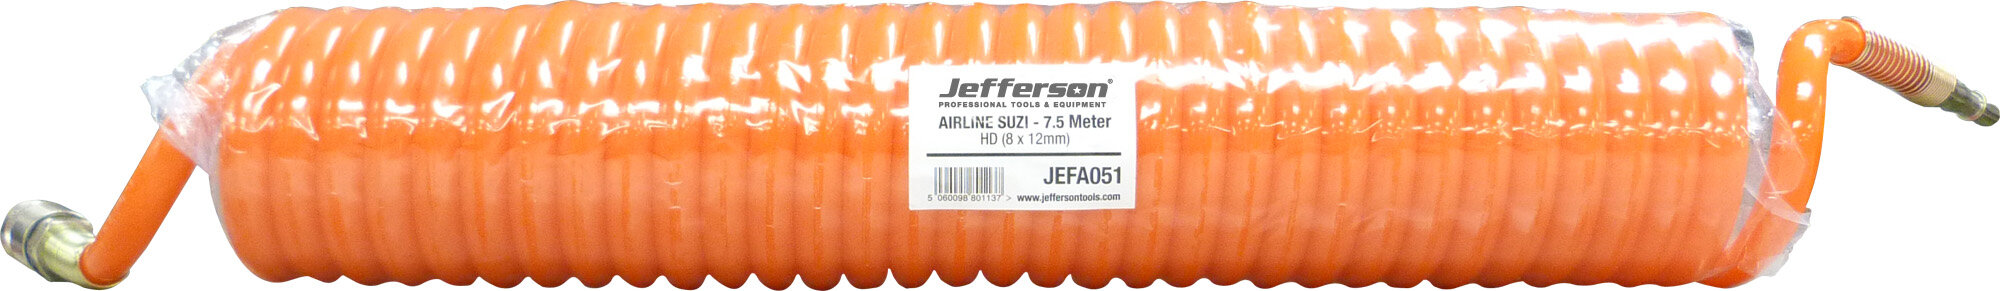 Jefferson®
PROFESSIONAL TOOLS & EQUIPMENT
AIRLINE SUZI - 7.5 Meter
HD (8 x 12mm)
JEFA051
5 060098 801137 >
www.jeffersontools.com